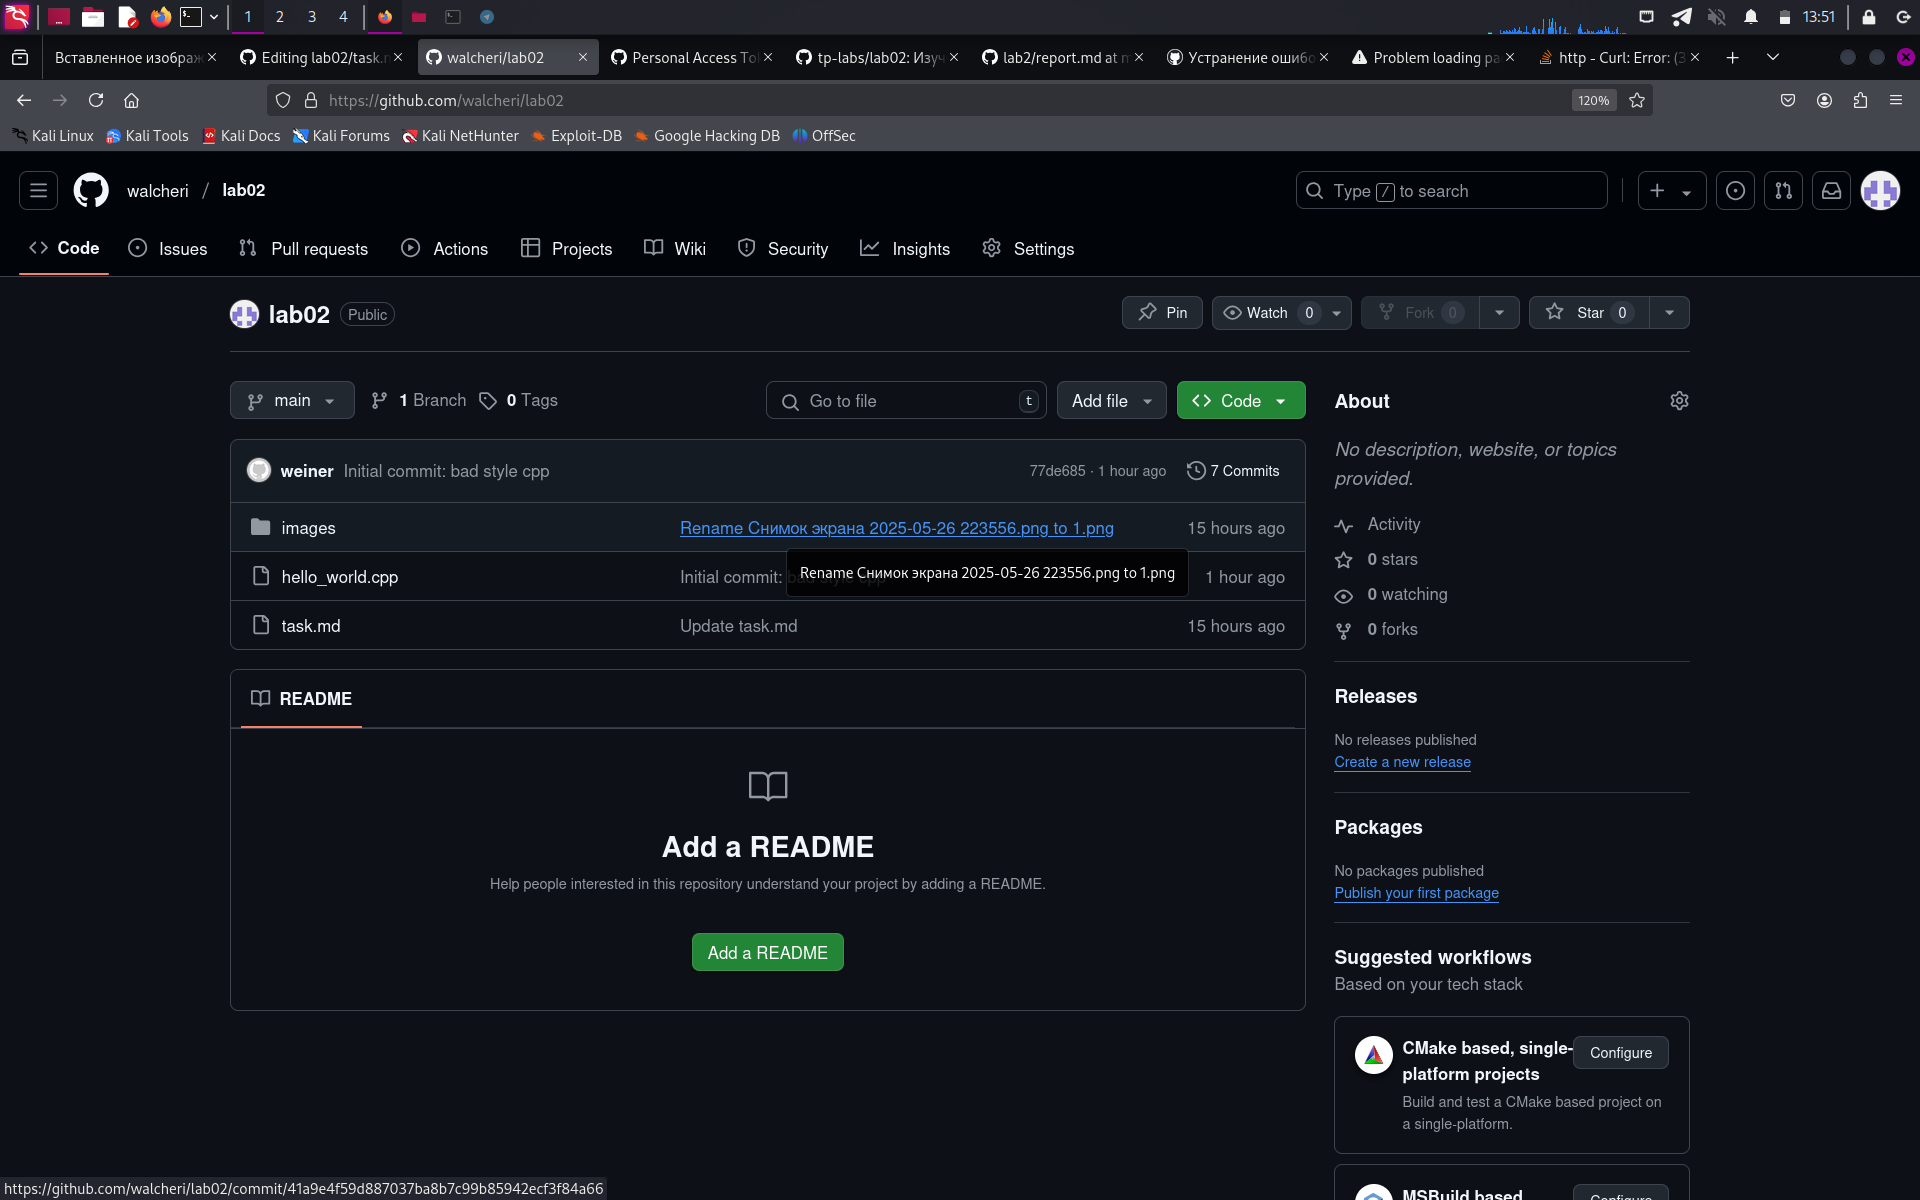 1 2 3 4 13:51
Вставленное изображ Editing lab02/task.m walcheri/lab02 Personal Access To tp-labs/lab02: Изуч lab2/report.md at m Устранение ошибо Problem loading pa http - Curl: Error: (3
https://github.com/walcheri/lab02 120%
Kali Linux Kali Tools Kali Docs Kali Forums Kali NetHunter Exploit-DB Google Hacking DB OffSec
walcheri / lab02 Type / to search
Code Issues Pull requests Actions Projects Wiki Security Insights Settings
lab02 Public Pin Watch 0 Fork 0 Star 0
main 1 Branch 0 Tags Go to file t Add file Code
weiner Initial commit: bad style cpp 77de685 · 1 hour ago 7 Commits
images Rename Снимок экрана 2025-05-26 223556.png to 1.png 15 hours ago
hello_world.cpp Initial commit: bad style cpp 1 hour ago
Rename Снимок экрана 2025-05-26 223556.png to 1.png
task.md Update task.md 15 hours ago
README
Add a README
Help people interested in this repository understand your project by adding a README.
Add a README
About
No description, website, or topics
provided.
Activity
0 stars
0 watching
0 forks
Releases
No releases published
Create a new release
Packages
No packages published
Publish your first package
Suggested workflows
Based on your tech stack
CMake based, single-
platform projects
Configure
Build and test a CMake based project on
a single-platform.
MSBuild based
Configure
https://github.com/walcheri/lab02/commit/41a9e4f59d887037ba8b7c99b85942ecf3f84a66